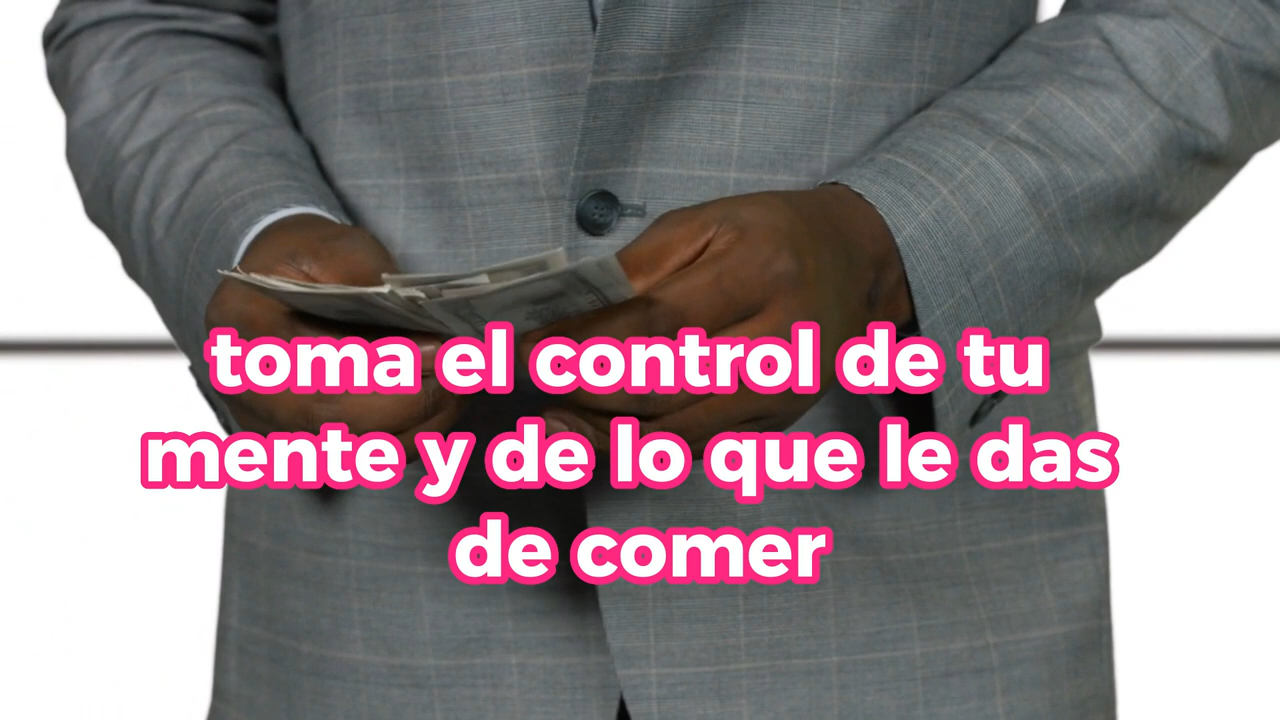 toma el control de tu
mente y de lo que le das
de comer